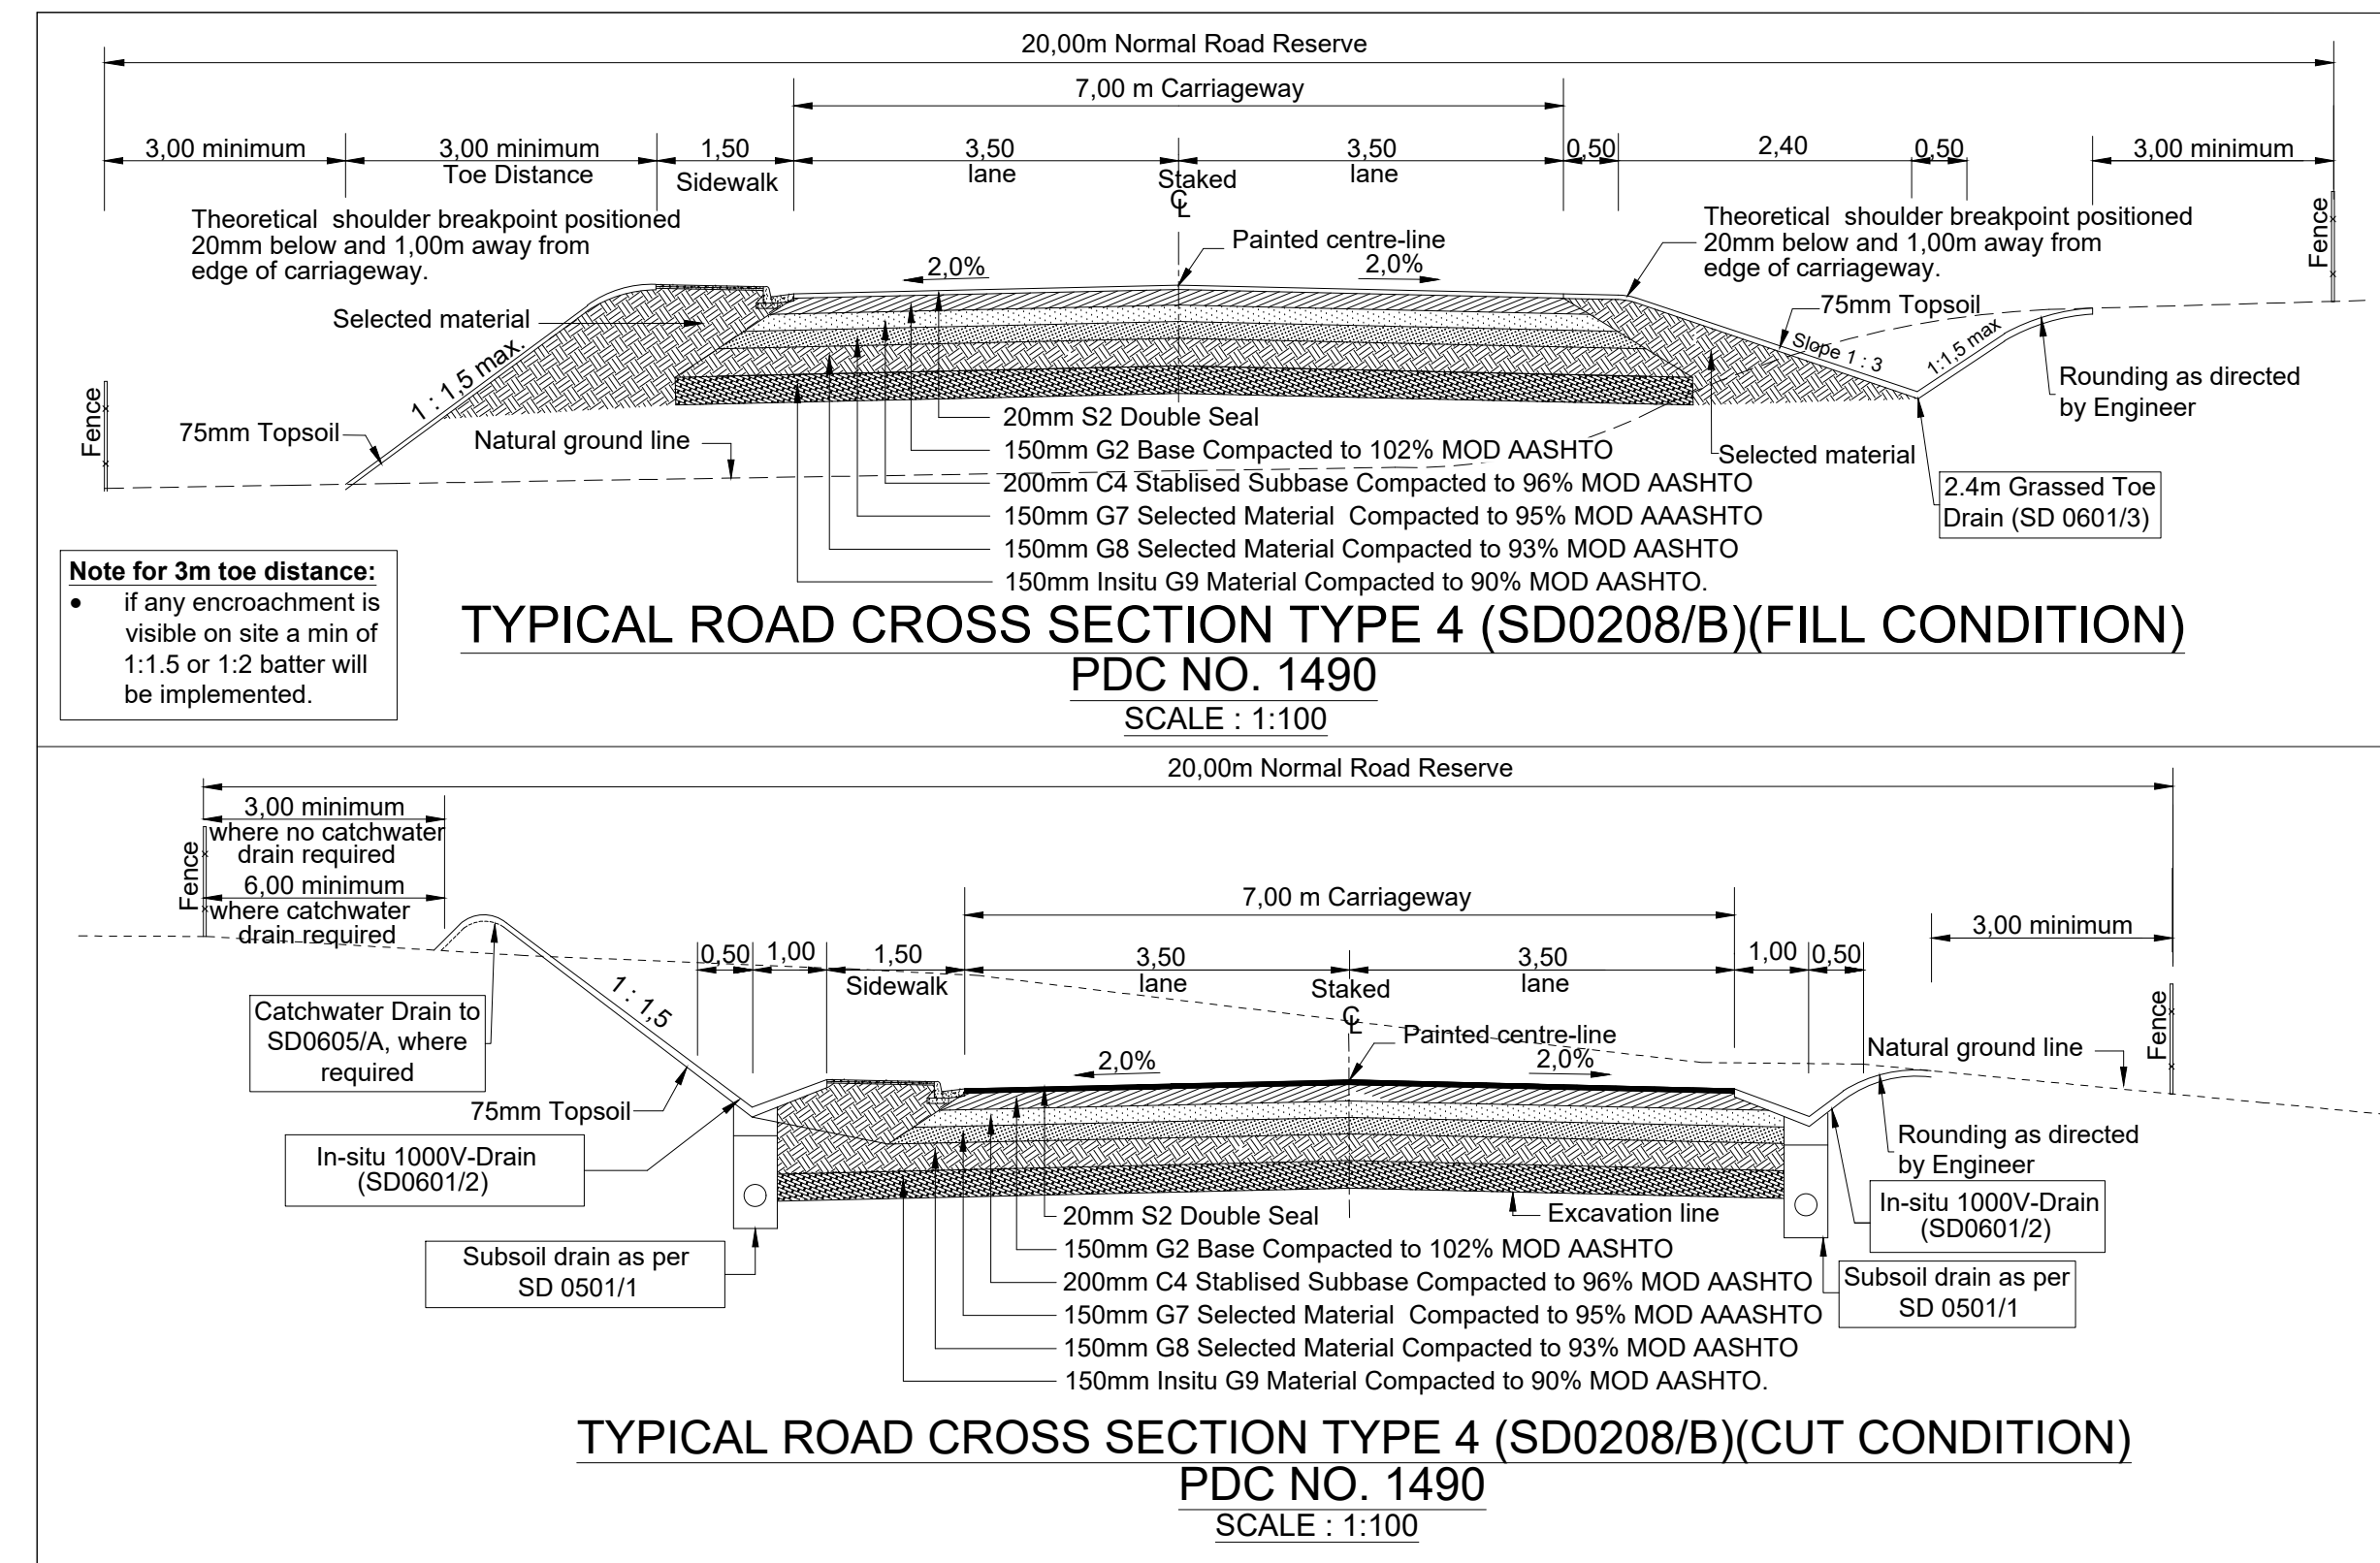 20,00m Normal Road Reserve
7,00 m Carriageway
3,00 minimum
3,00 minimum
Toe Distance
1,50
Sidewalk
3,50
lane
Staked
℄
3,50
lane
0,50
2,40
0,50
3,00 minimum
Theoretical shoulder breakpoint positioned
20mm below and 1,00m away from
edge of carriageway.
Painted centre-line
Theoretical shoulder breakpoint positioned
20mm below and 1,00m away from
edge of carriageway.
Fence
2,0%
2,0%
Selected material
75mm Topsoil
1 : 1,5 max.
Slope 1 : 3
1:1,5 max
Rounding as directed
by Engineer
Fence
75mm Topsoil
Natural ground line
20mm S2 Double Seal
150mm G2 Base Compacted to 102% MOD AASHTO
200mm C4 Stablised Subbase Compacted to 96% MOD AASHTO
150mm G7 Selected Material Compacted to 95% MOD AAASHTO
150mm G8 Selected Material Compacted to 93% MOD AASHTO
150mm Insitu G9 Material Compacted to 90% MOD AASHTO.
Selected material
2.4m Grassed Toe
Drain (SD 0601/3)
Note for 3m toe distance:
• if any encroachment is
visible on site a min of
1:1.5 or 1:2 batter will
be implemented.
TYPICAL ROAD CROSS SECTION TYPE 4 (SD0208/B)(FILL CONDITION)
PDC NO. 1490
SCALE : 1:100
20,00m Normal Road Reserve
3,00 minimum
where no catchwater
drain required
6,00 minimum
where catchwater
drain required
Fence
7,00 m Carriageway
0,50
1,00
1,50
Sidewalk
3,50
lane
Staked
℄
3,50
lane
1,00
0,50
3,00 minimum
Catchwater Drain to
SD0605/A, where
required
1 : 1,5
Painted centre-line
2,0%
2,0%
Natural ground line
Fence
75mm Topsoil
In-situ 1000V-Drain
(SD0601/2)
Subsoil drain as per
SD 0501/1
Rounding as directed
by Engineer
In-situ 1000V-Drain
(SD0601/2)
Excavation line
20mm S2 Double Seal
150mm G2 Base Compacted to 102% MOD AASHTO
200mm C4 Stablised Subbase Compacted to 96% MOD AASHTO
150mm G7 Selected Material Compacted to 95% MOD AAASHTO
150mm G8 Selected Material Compacted to 93% MOD AASHTO
150mm Insitu G9 Material Compacted to 90% MOD AASHTO.
Subsoil drain as per
SD 0501/1
TYPICAL ROAD CROSS SECTION TYPE 4 (SD0208/B)(CUT CONDITION)
PDC NO. 1490
SCALE : 1:100